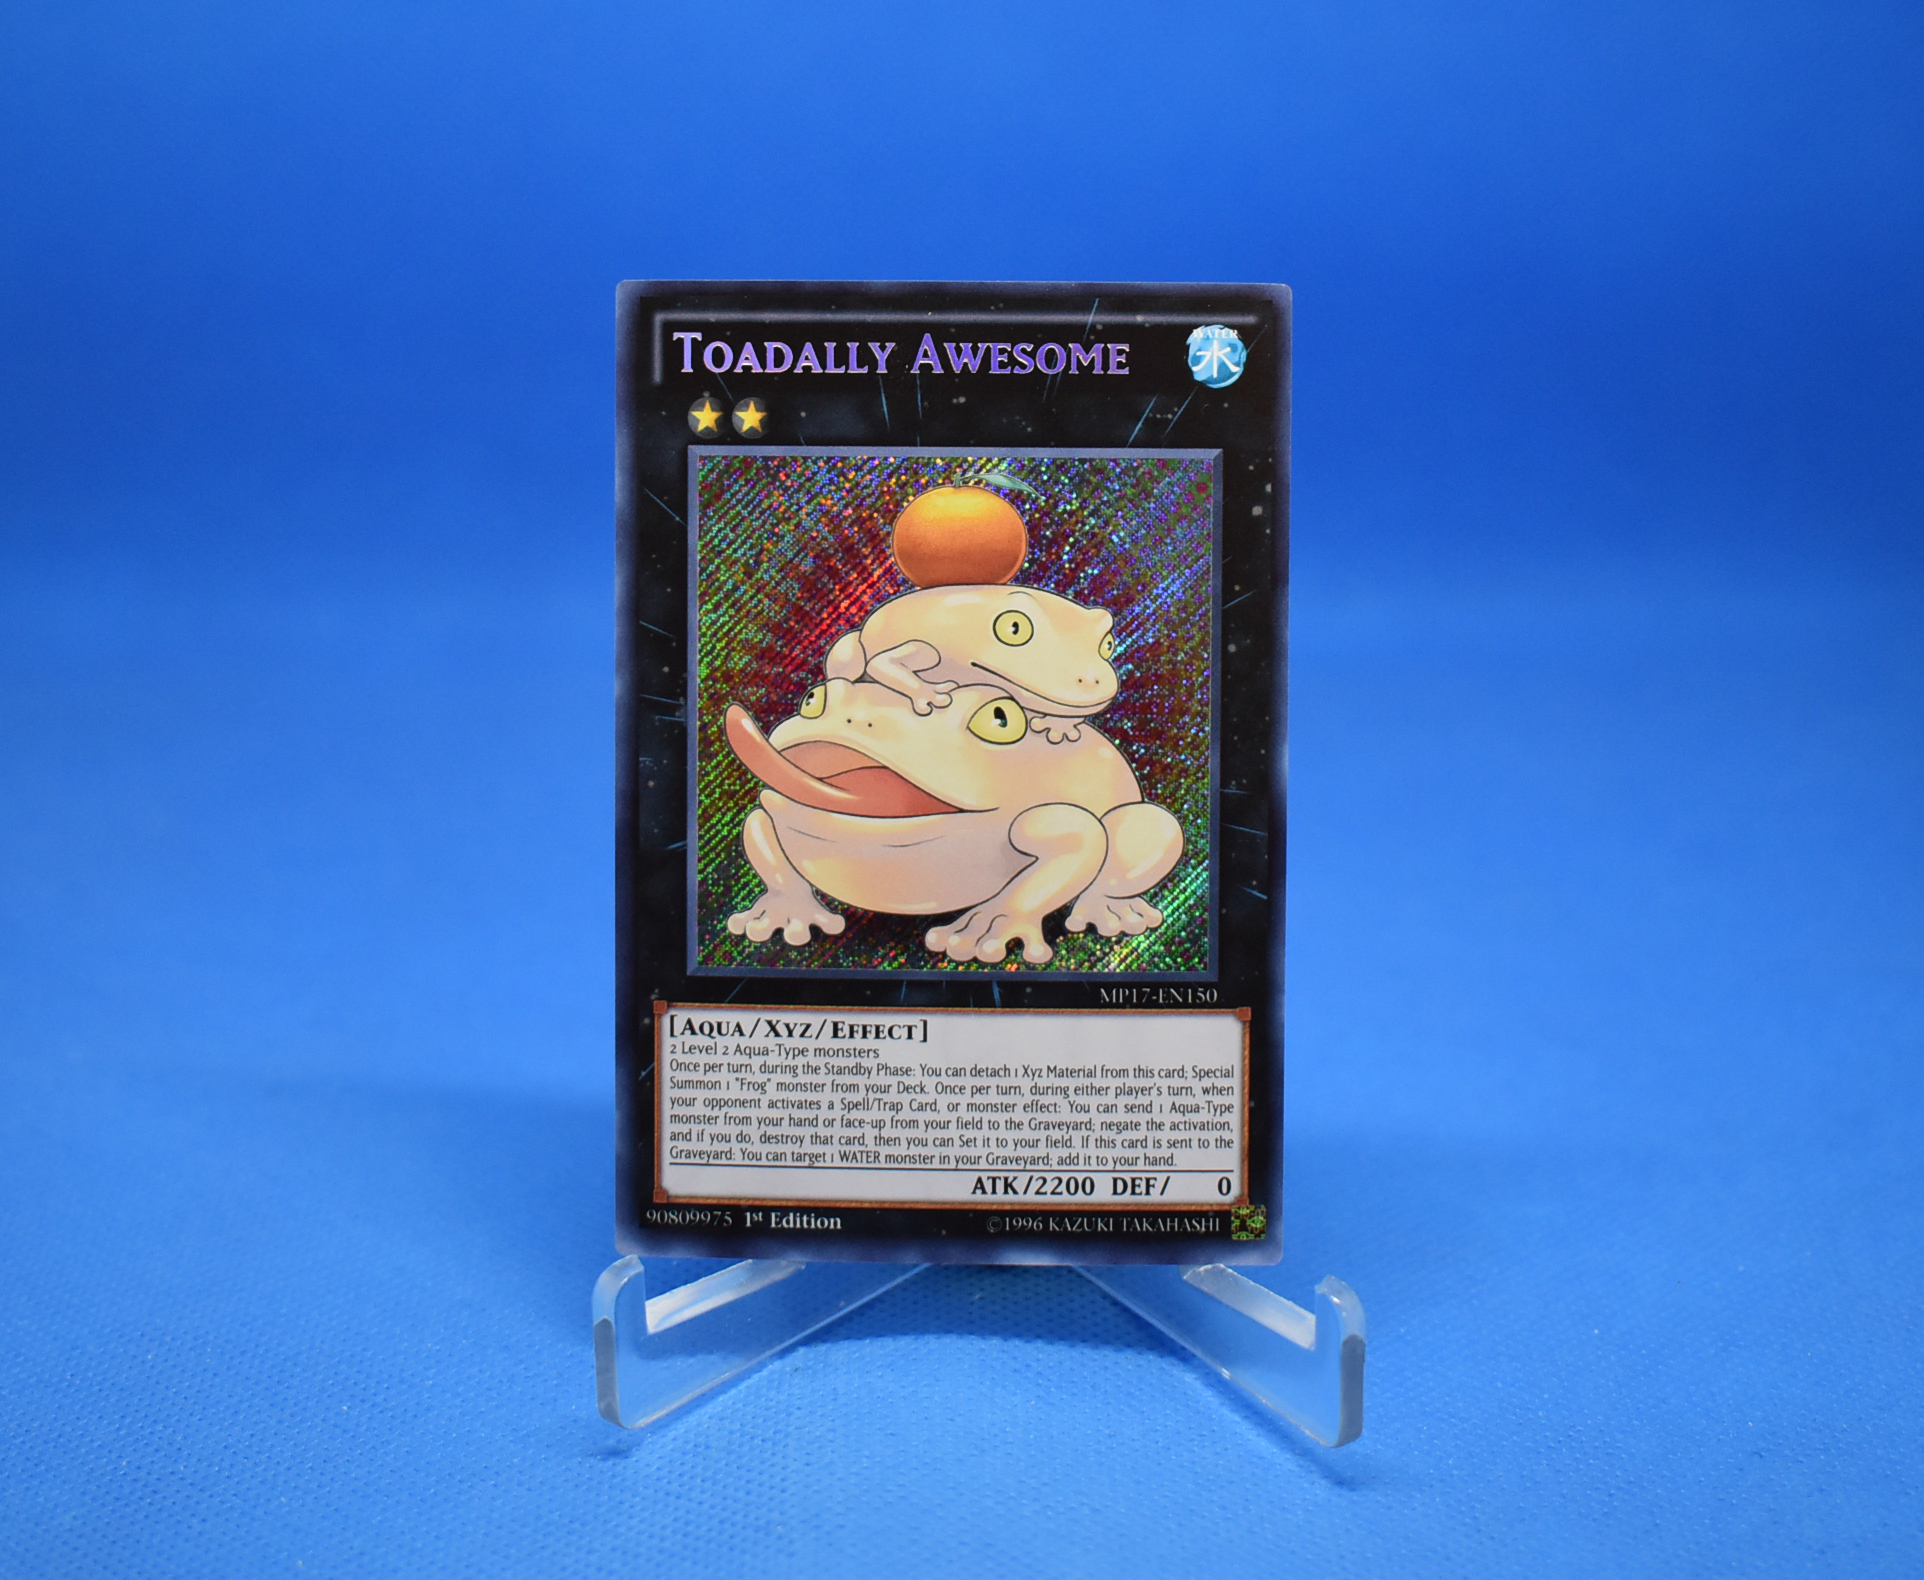 TOADALLY AWESOME
WATER
水
MP17-EN150
[AQUA/XYZ/EFFECT]
2 Level 2 Aqua-Type monsters
Once per turn, during the Standby Phase: You can detach 1 Xyz Material from this card; Special
Summon 1 "Frog" monster from your Deck. Once per turn, during either player's turn, when
your opponent activates a Spell/Trap Card, or monster effect: You can send 1 Aqua-Type
monster from your hand or face-up from your field to the Graveyard; negate the activation,
and if you do, destroy that card, then you can Set it to your field. If this card is sent to the
Graveyard: You can target 1 WATER monster in your Graveyard; add it to your hand.
ATK/2200 DEF/ 0
90809975 1st Edition ©1996 KAZUKI TAKAHASHI